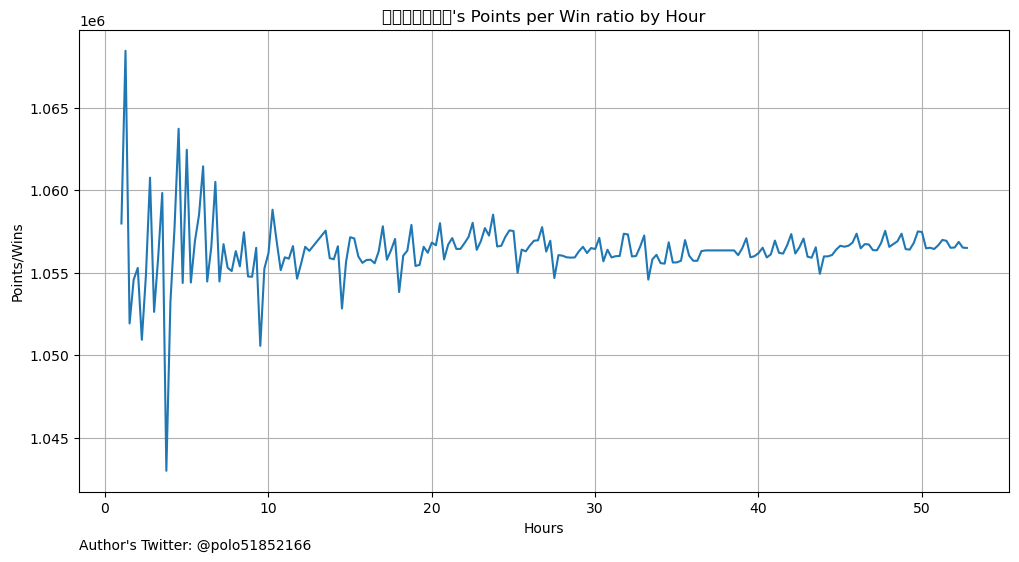 1e6
's Points per Win ratio by Hour
1.065
1.060
1.055
1.050
1.045
Points/Wins
0 10 20 30 40 50
Hours
Author's Twitter: @polo51852166